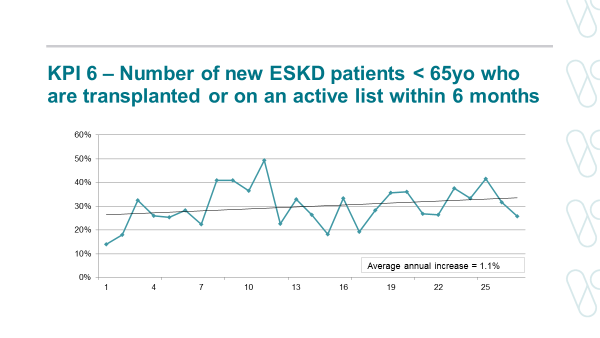 KPI 6 – Number of new ESKD patients < 65yo who
are transplanted or on an active list within 6 months
60%
50%
40%
30%
20%
10%
0%
Average annual increase = 1.1%
1 4 7 10 13 16 19 22 25